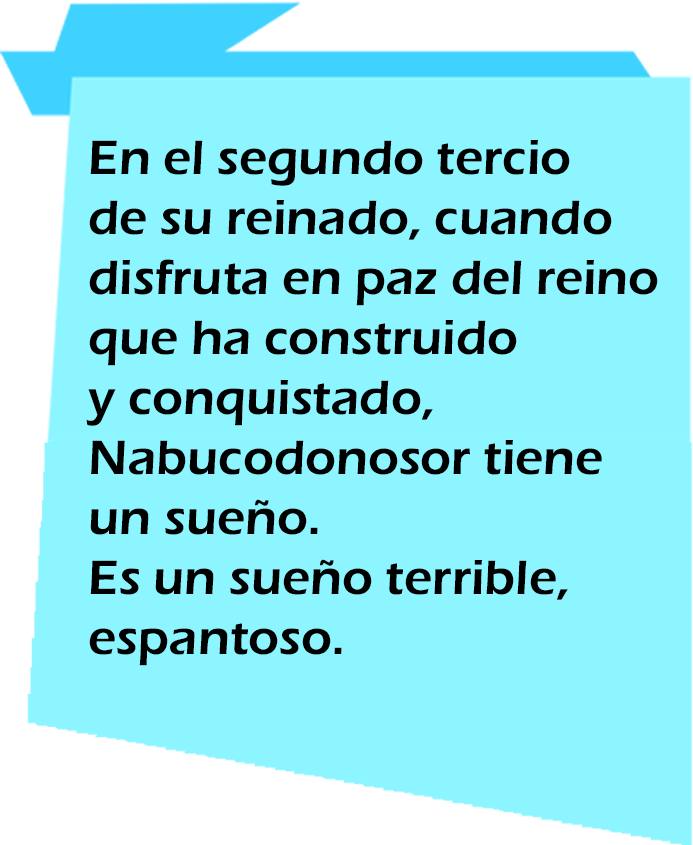 En el segundo tercio
de su reinado, cuando
disfruta en paz del reino
que ha construido
y conquistado,
Nabucodonosor tiene
un sueño.
Es un sueño terrible,
espantoso.